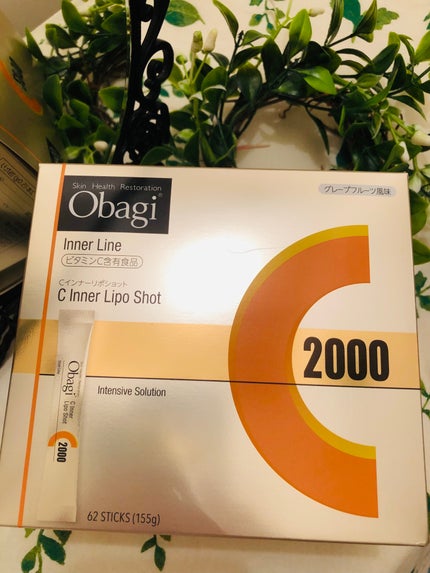 Skin Health Restoration
Obagi®
グレープフルーツ風味
Inner Line
ビタミンC含有食品
Cインナーリポショット
C Inner Lipo Shot
2000
Intensive Solution
62 STICKS (155g)
Obagi
C Inner
Lipo Shot
2000